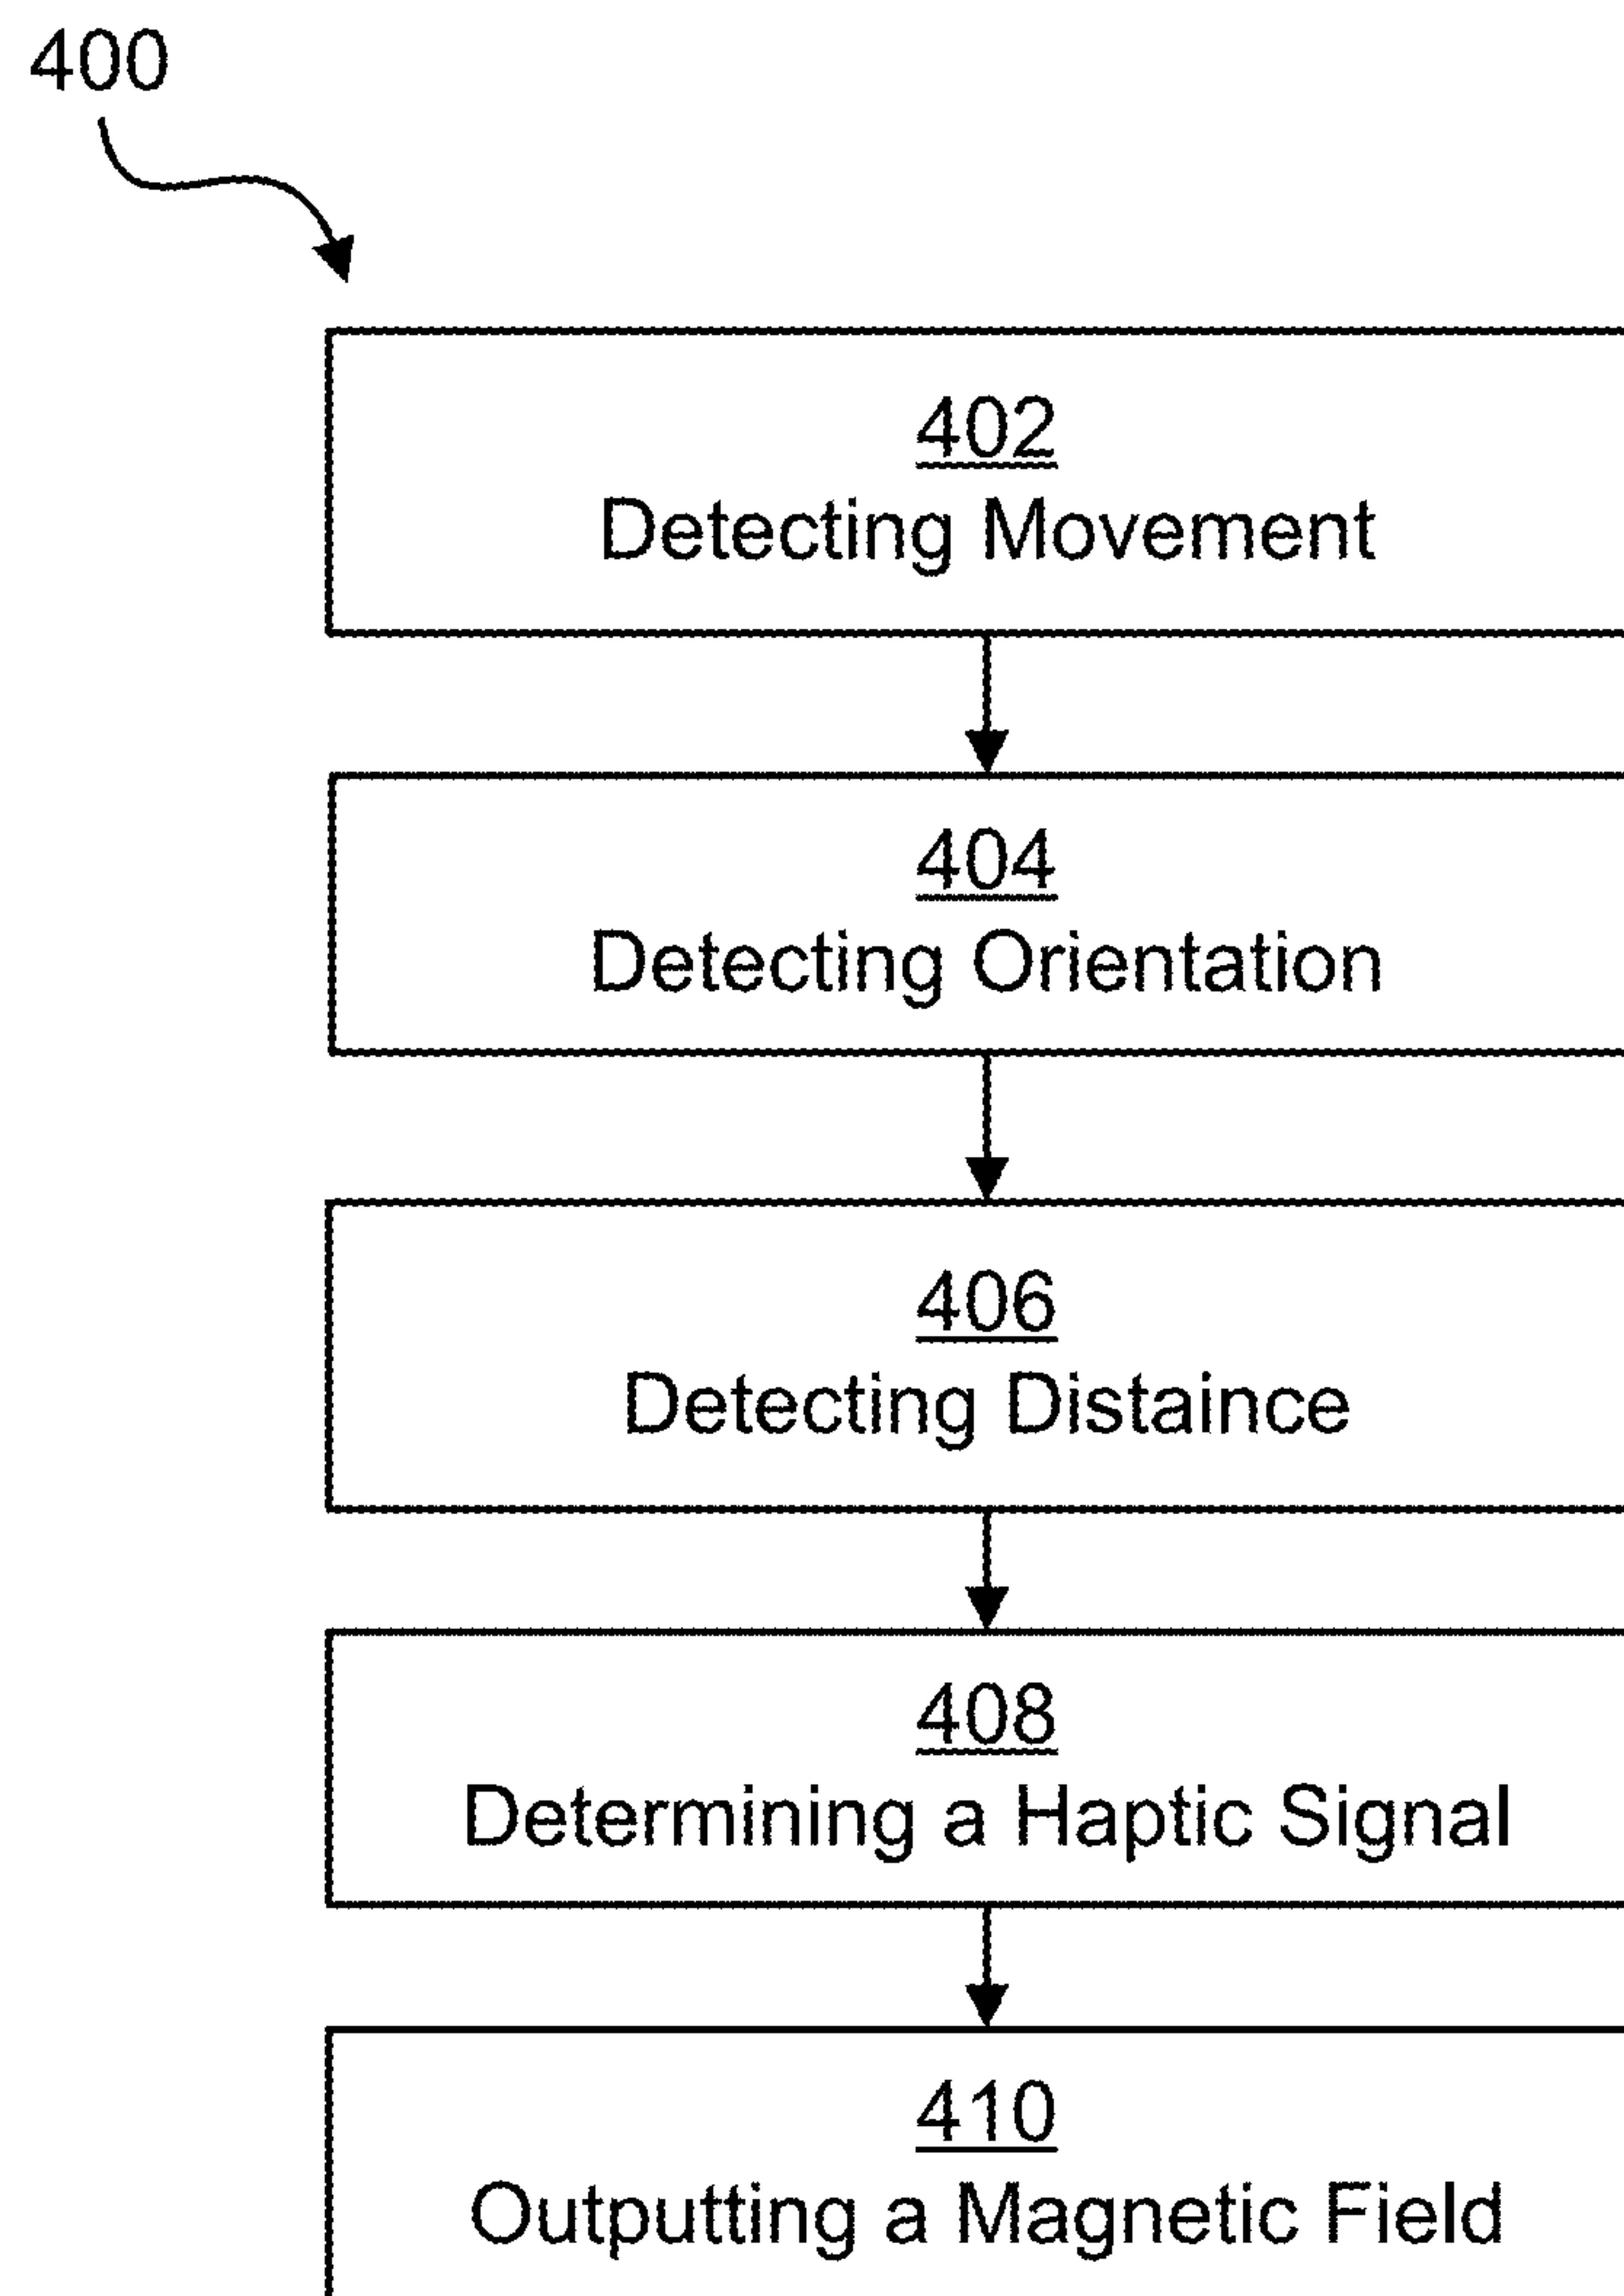 400
402
Detecting Movement
404
Detecting Orientation
406
Detecting Distaince
408
Determining a Haptic Signal
410
Outputting a Magnetic Field